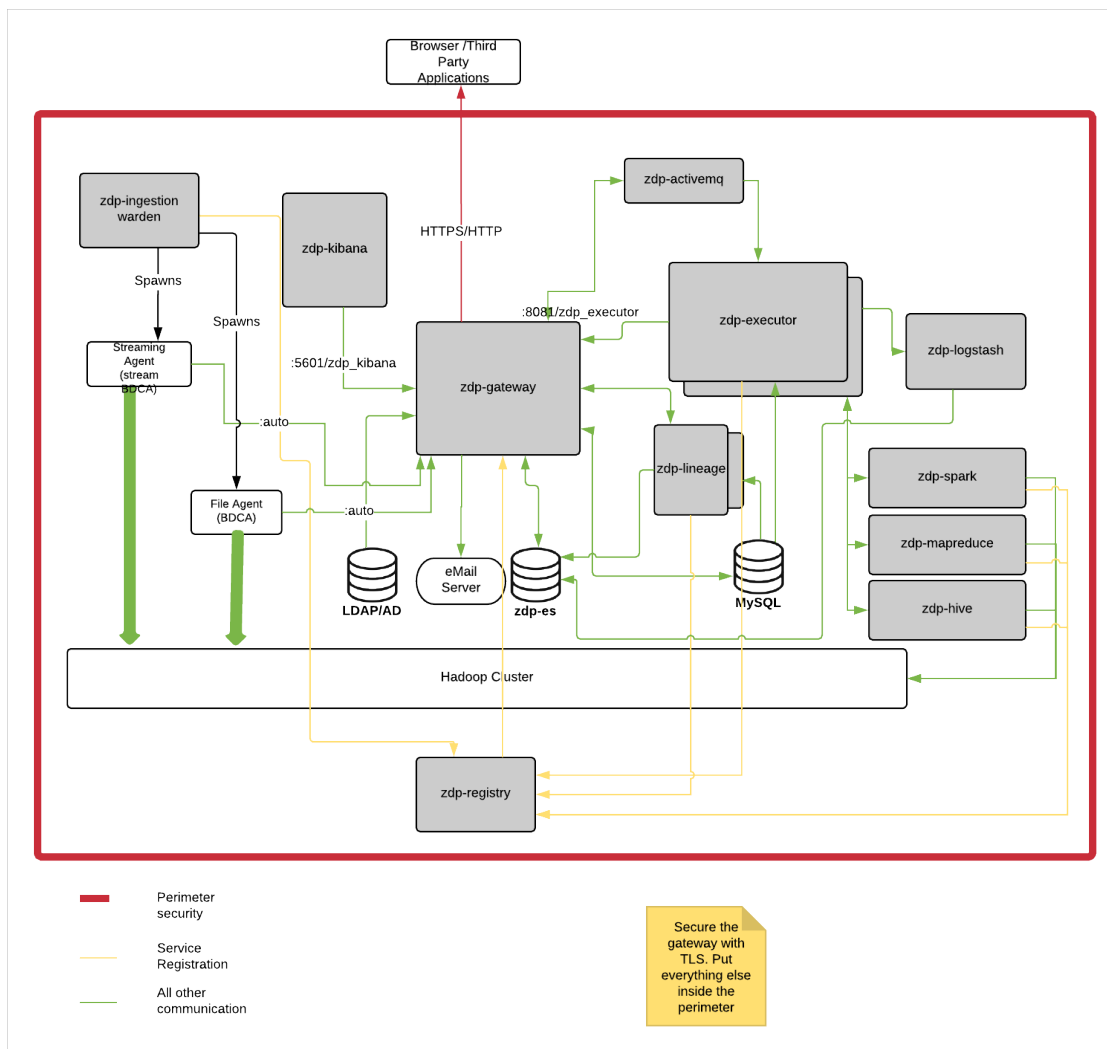 Browser /Third
Party
Applications
zdp-activemq
zdp-ingestion
warden
zdp-kibana
HTTPS/HTTP
Spawns
:8081/zdp_executor
zdp-executor
Spawns
zdp-logstash
Streaming
Agent
(stream
BDCA)
:5601/zdp_kibana
zdp-gateway
:auto
zdp-lineage
zdp-spark
File Agent
(BDCA)
:auto
zdp-mapreduce
eMail
Server
zdp-hive
LDAP/AD
zdp-es
MySQL
Hadoop Cluster
zdp-registry
Perimeter
security
Service
Registration
All other
communication
Secure the
gateway with
TLS. Put
everything else
inside the
perimeter